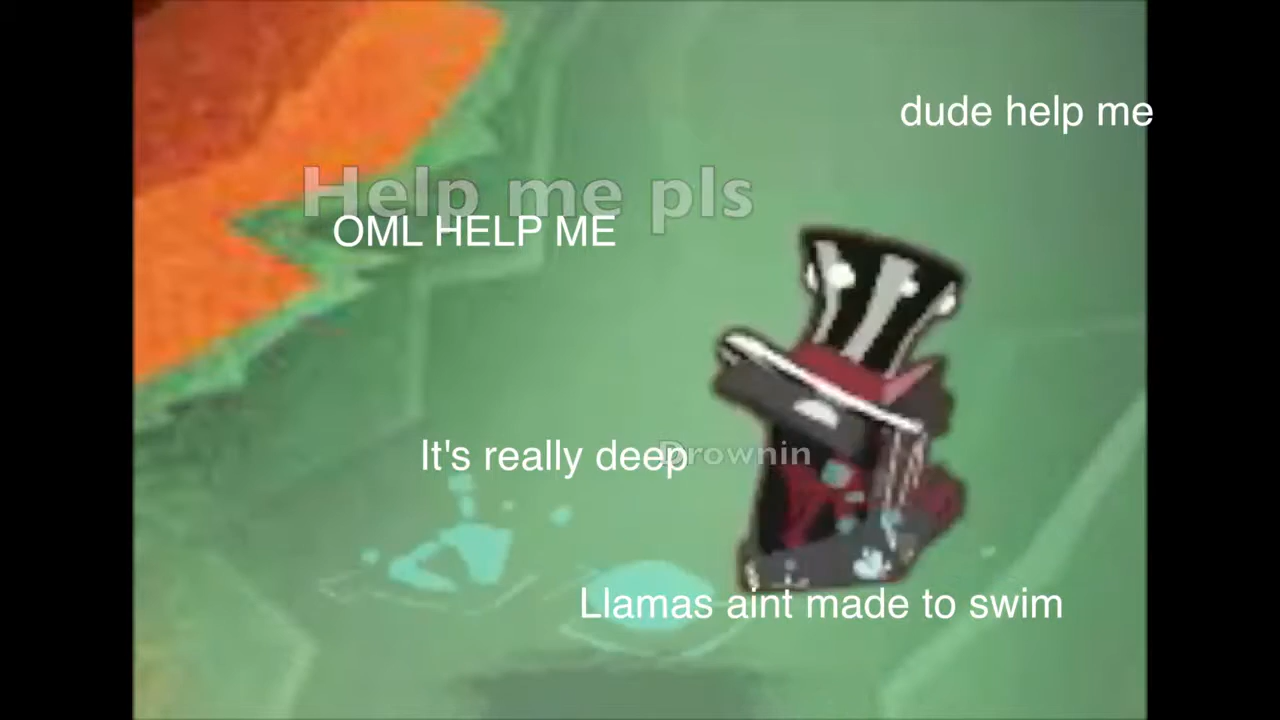 dude help me
Help me pls
OML HELP ME
It's really deep
Drownin
Llamas aint made to swim